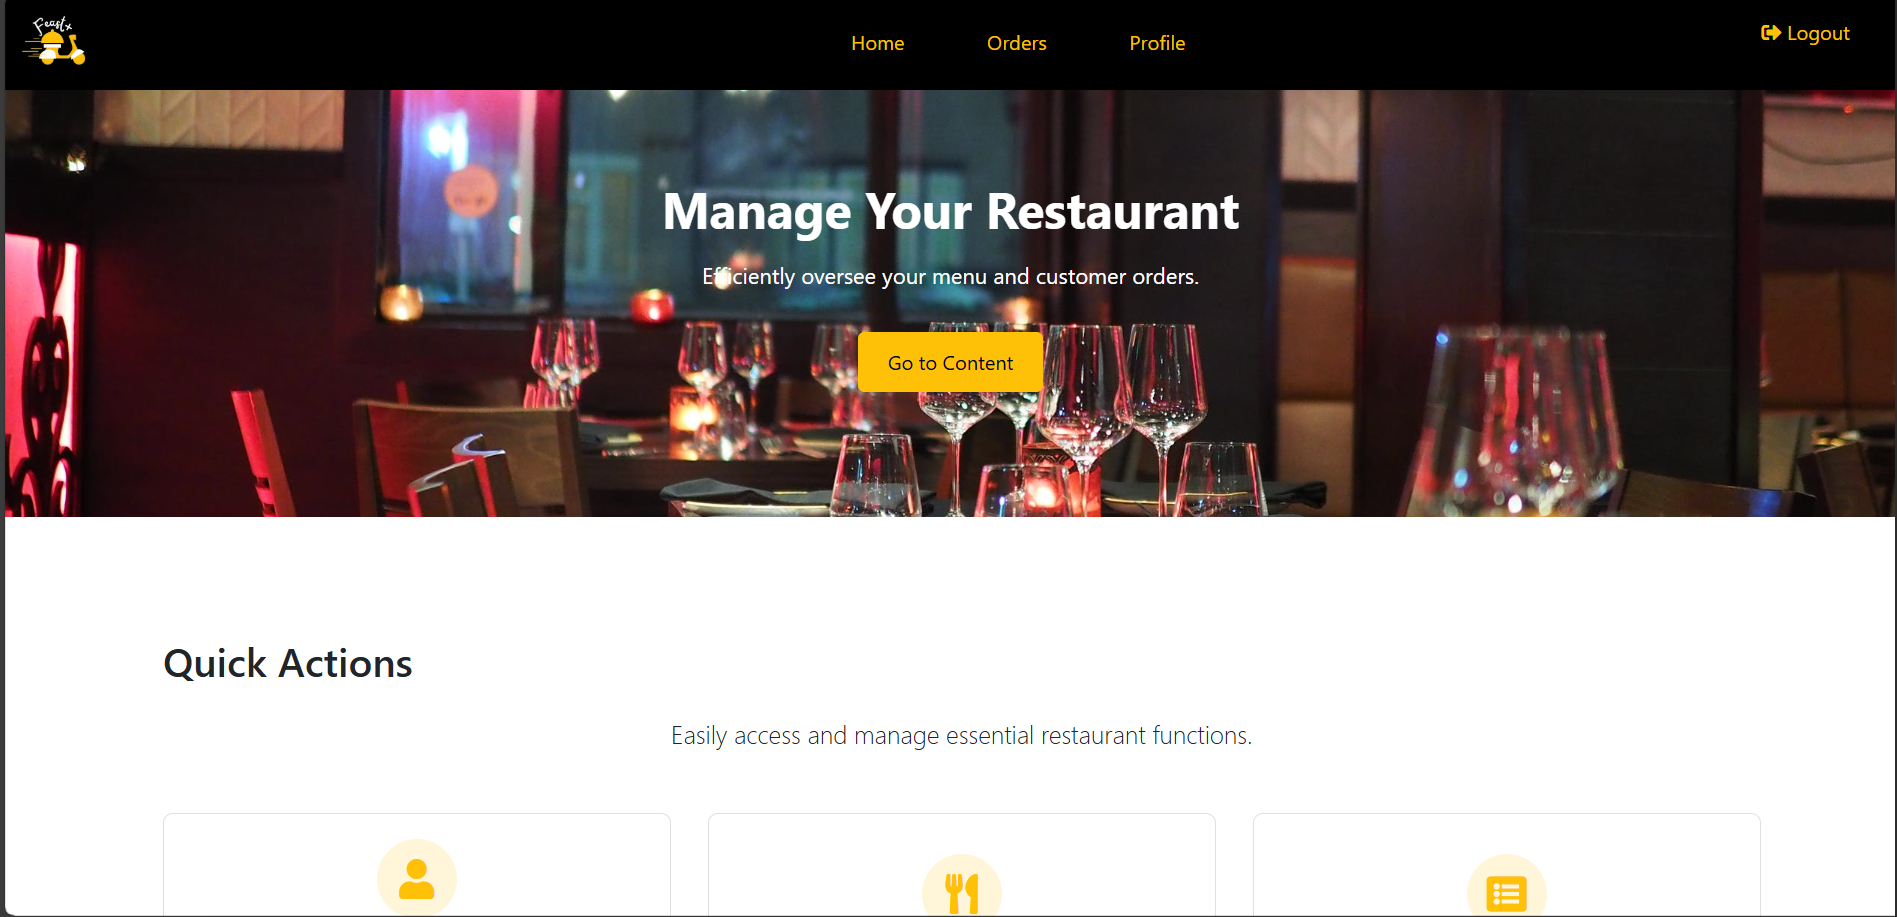 Feast
Home
Orders
Profile
Logout
Manage Your Restaurant
Efficiently oversee your menu and customer orders.
Go to Content
Quick Actions
Easily access and manage essential restaurant functions.